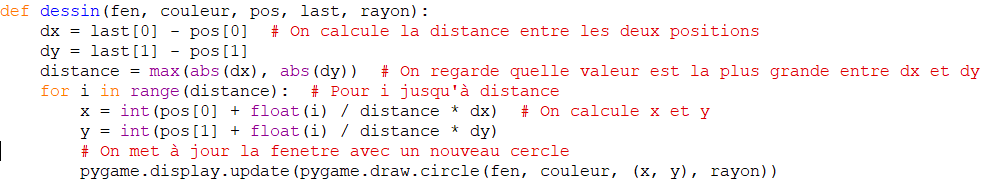 def dessin(fen, couleur, pos, last, rayon):
    dx = last[0] - pos[0]  # On calcule la distance entre les deux positions
    dy = last[1] - pos[1]
    distance = max(abs(dx), abs(dy))  # On regarde quelle valeur est la plus grande entre dx et dy
    for i in range(distance):  # Pour i jusqu'à distance
        x = int(pos[0] + float(i) / distance * dx)  # On calcule x et y
        y = int(pos[1] + float(i) / distance * dy)
        # On met à jour la fenetre avec un nouveau cercle
        pygame.display.update(pygame.draw.circle(fen, couleur, (x, y), rayon))